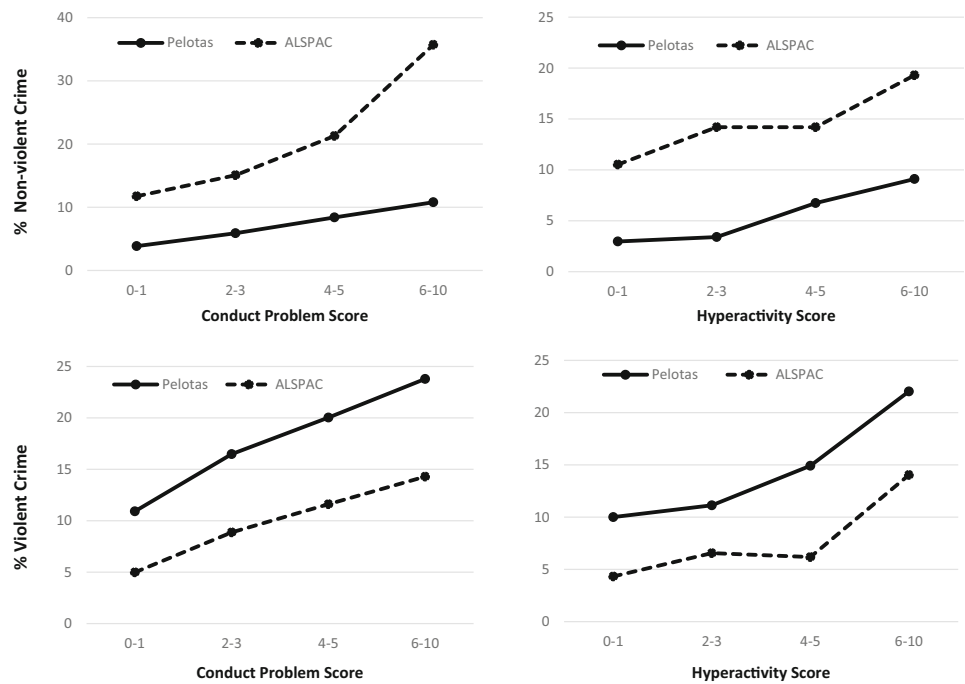 % Non-violent Crime
Pelotas ALSPAC
40
30
20
10
0
0-1 2-3 4-5 6-10
Conduct Problem Score
Pelotas ALSPAC
25
20
15
10
5
0
0-1 2-3 4-5 6-10
Hyperactivity Score
% Violent Crime
Pelotas ALSPAC
25
20
15
10
5
0
0-1 2-3 4-5 6-10
Conduct Problem Score
Pelotas ALSPAC
25
20
15
10
5
0
0-1 2-3 4-5 6-10
Hyperactivity Score